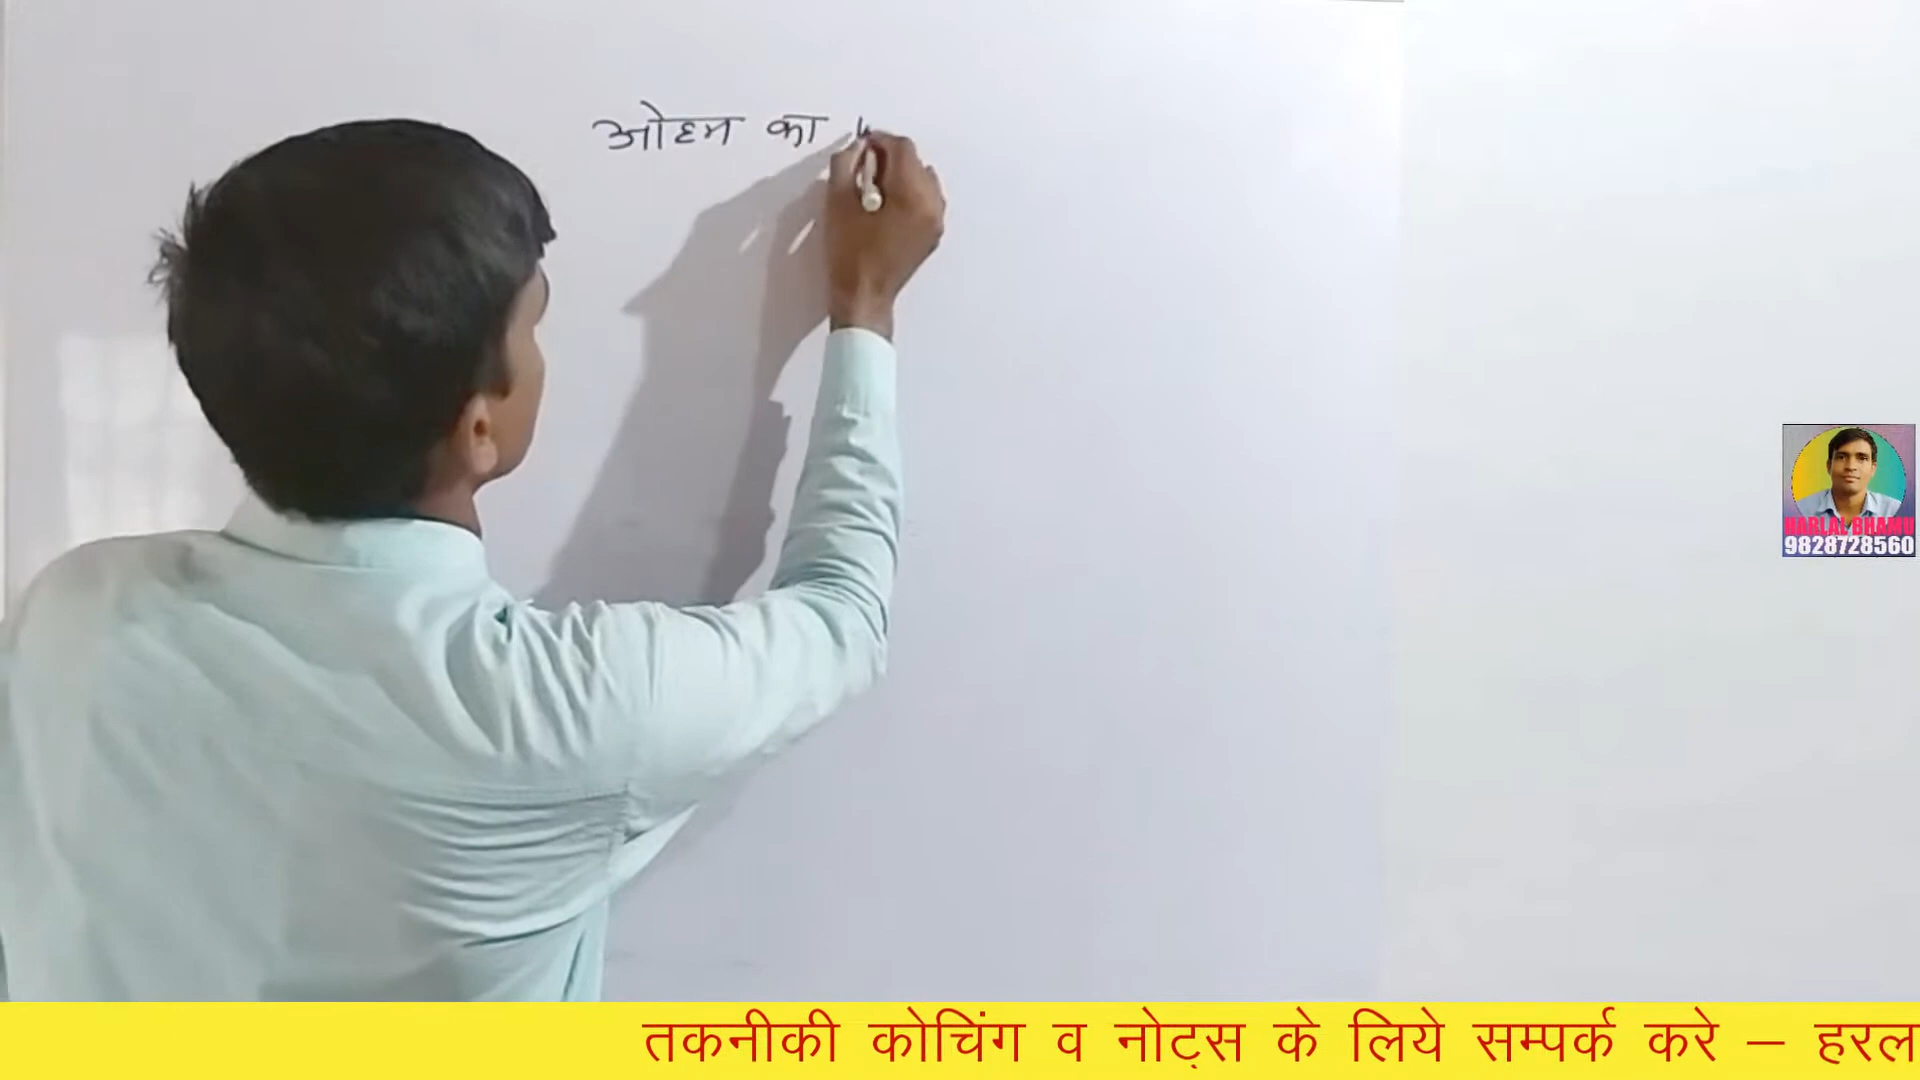 ओहम का
HARLAL BHAMU
9828728560
तकनीकी कोचिंग व नोट्स के लिये सम्पर्क करे – हरल